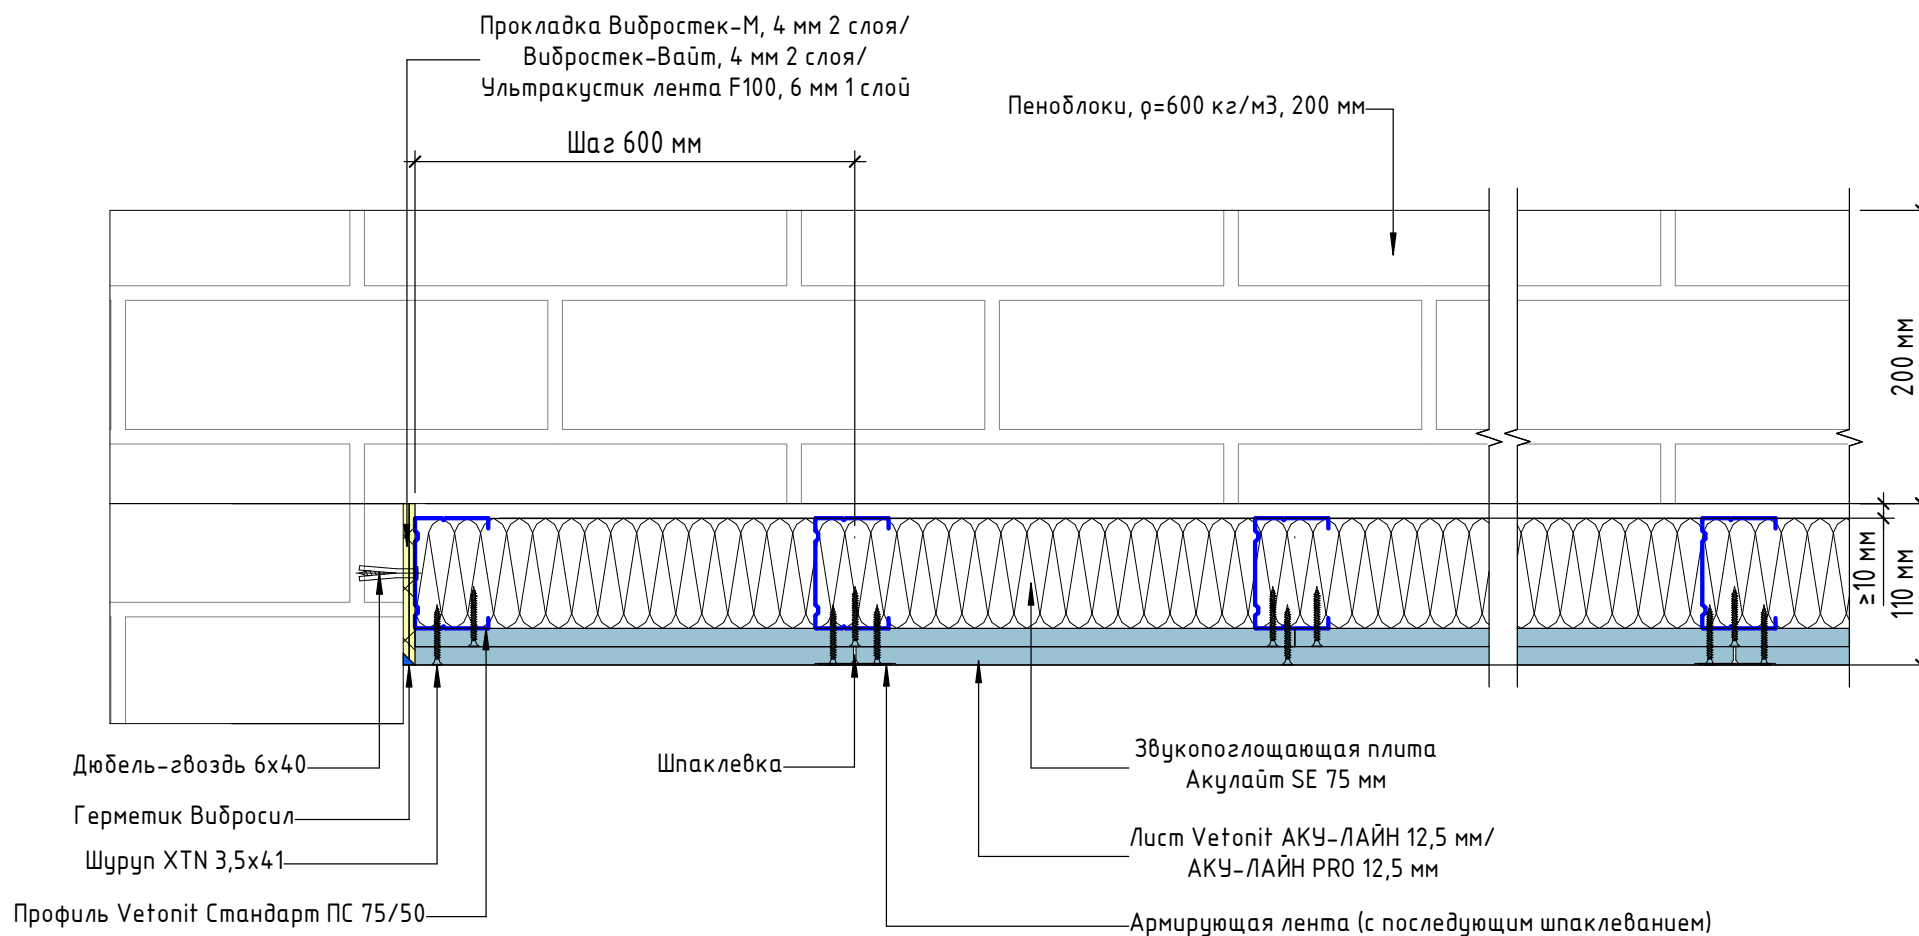 Прокладка Вибростек-М, 4 мм 2 слоя/
Вибростек-Вайт, 4 мм 2 слоя/
Ультракустик лента F100, 6 мм 1 слой
Пеноблоки, ρ=600 кг/м3, 200 мм
Шаг 600 мм
200 мм
≥10 мм
110 мм
Дюбель-гвоздь 6x40
Герметик Вибросил
Шуруп XTN 3,5x41
Профиль Vetonit Стандарт ПС 75/50
Шпаклевка
Звукопоглощающая плита
Акулайт SE 75 мм
Лист Vetonit АКУ-ЛАЙН 12,5 мм/
АКУ-ЛАЙН PRO 12,5 мм
Армирующая лента (с последующим шпаклеванием)